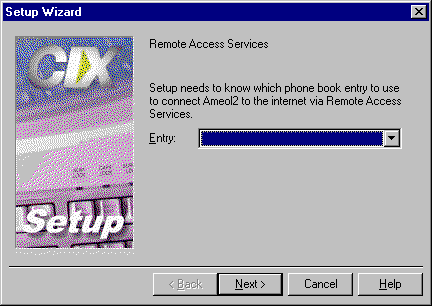 Setup Wizard
Remote Access Services
CIX
Setup needs to know which phone book entry to use
to connect Ameol2 to the internet via Remote Access
Services.
Entry:
Setup
< Back
Next >
Cancel
Help